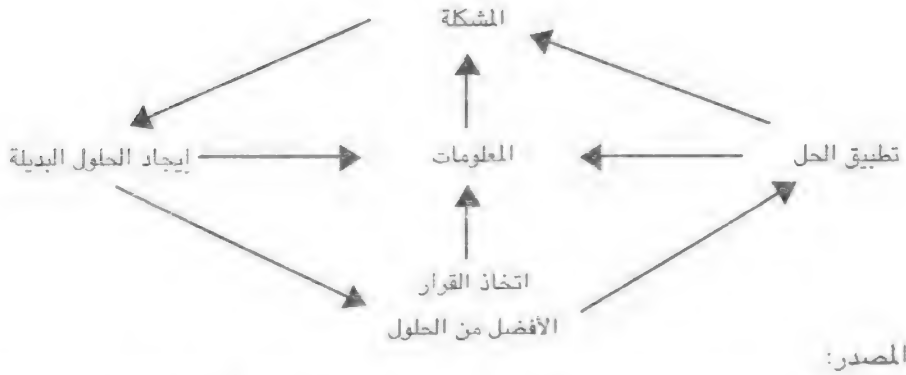 المشكلة
تطبيق الحل
المعلومات
إيجاد الحلول البديلة
اتخاذ القرار
الأفضل من الحلول
المصدر: